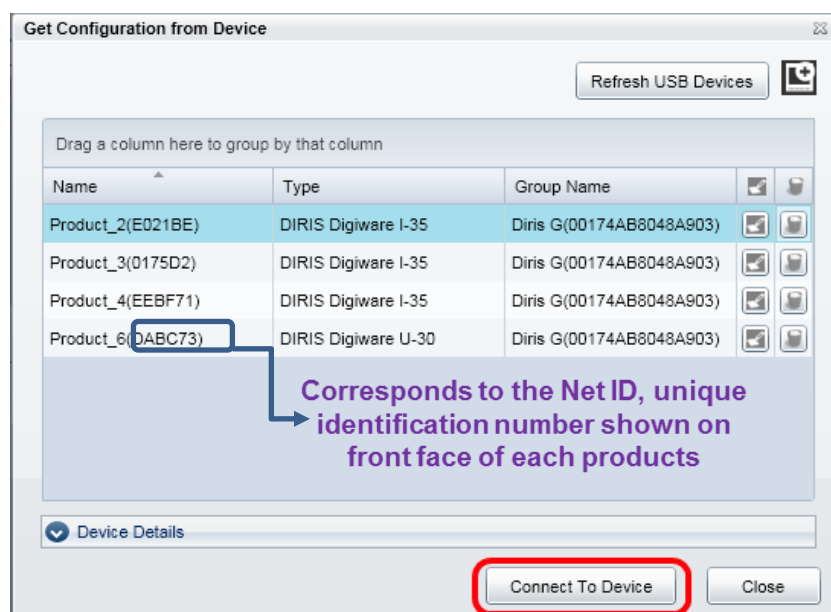 Get Configuration from Device
Refresh USB Devices
Drag a column here to group by that column
Name Type Group Name
Product_2(E021BE) DIRIS Digiware I-35 Diris G(00174AB8048A903)
Product_3(0175D2) DIRIS Digiware I-35 Diris G(00174AB8048A903)
Product_4(EEBF71) DIRIS Digiware I-35 Diris G(00174AB8048A903)
Product_6(DABC73) DIRIS Digiware U-30 Diris G(00174AB8048A903)
Corresponds to the Net ID, unique
identification number shown on
front face of each products
Device Details
Connect To Device Close